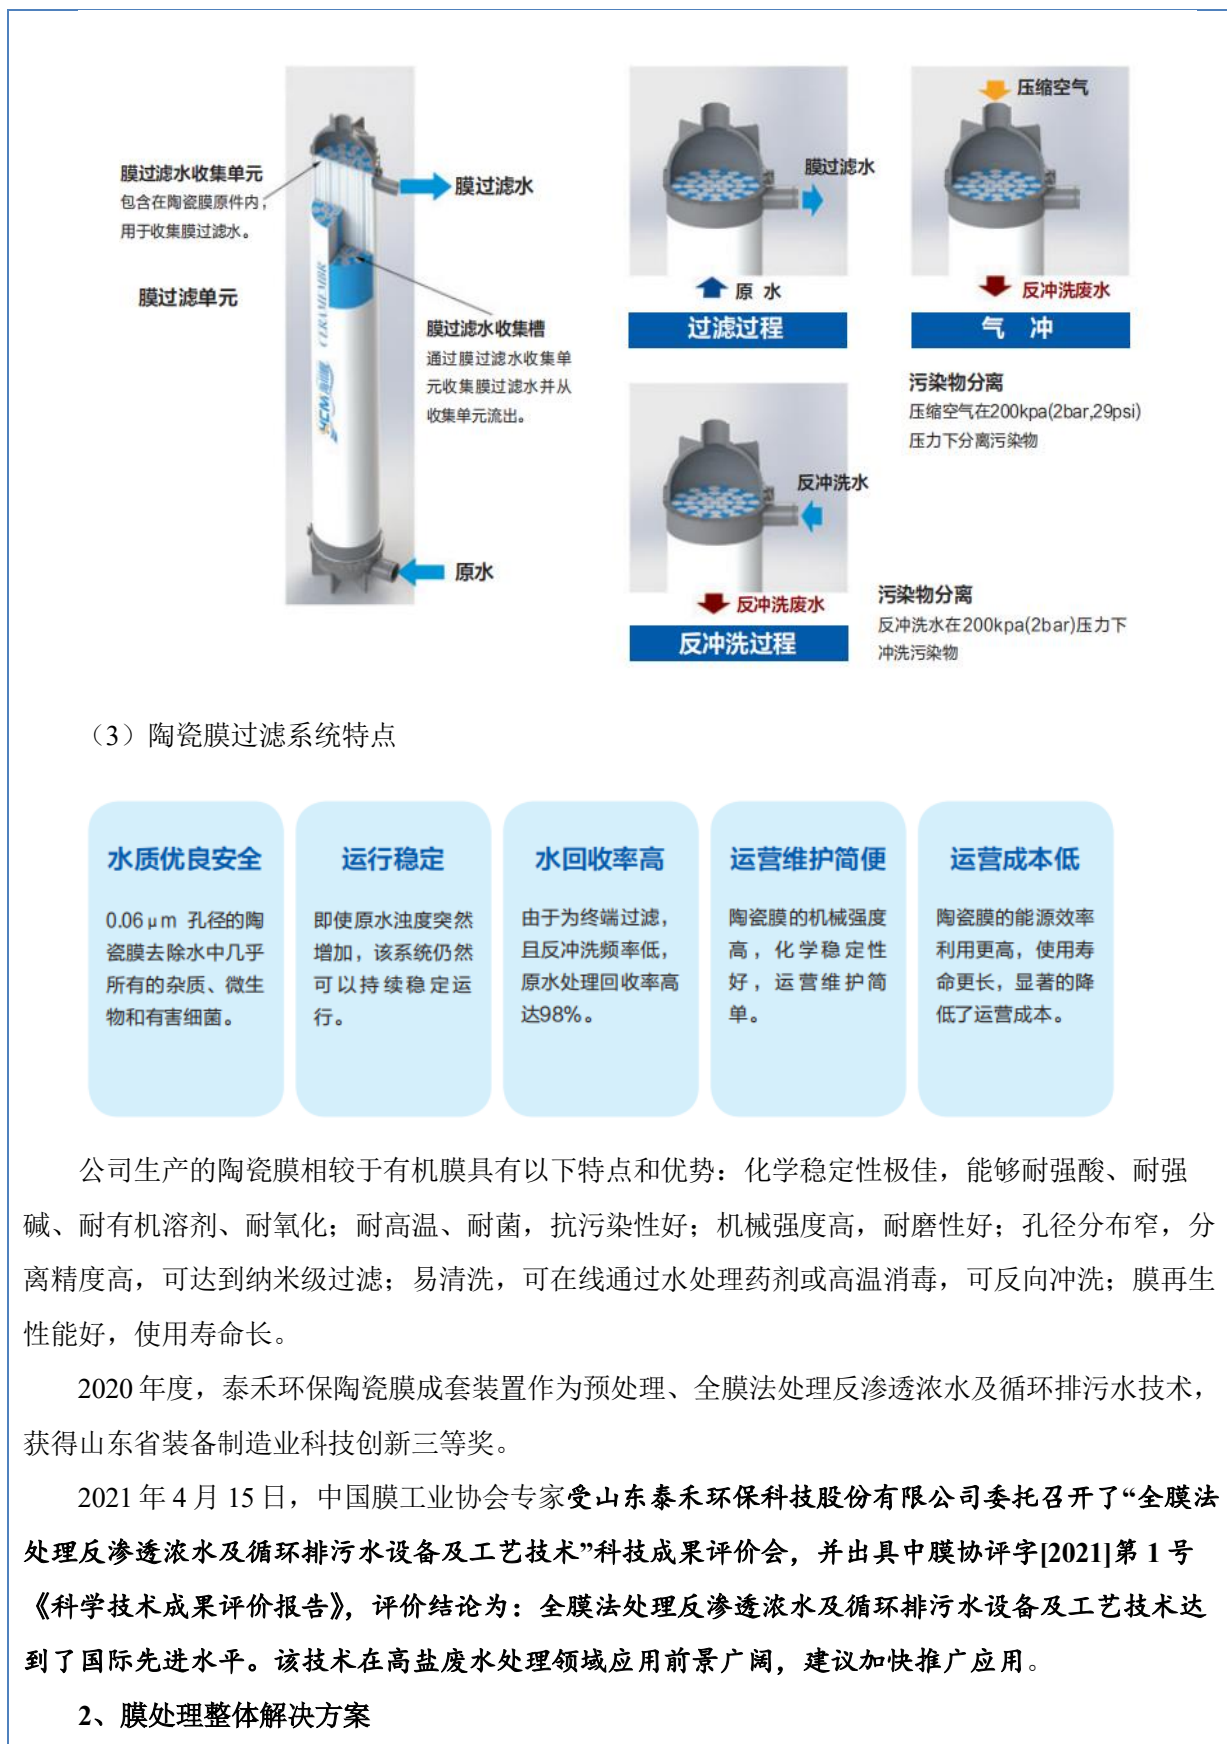 膜过滤水收集单元
包含在陶瓷膜原件内，
用于收集膜过滤水。
膜过滤单元
膜过滤水
膜过滤水收集槽
通过膜过滤水收集单
元收集膜过滤水并从
收集单元流出。
原水
CERAMEMBR
HCM
膜过滤水
原 水
过滤过程
压缩空气
反冲洗废水
气 冲
污染物分离
压缩空气在200kpa(2bar,29psi)
压力下分离污染物
反冲洗水
反冲洗废水
反冲洗过程
污染物分离
反冲洗水在200kpa(2bar)压力下
冲洗污染物
（3）陶瓷膜过滤系统特点
水质优良安全
0.06μm 孔径的陶
瓷膜去除水中几乎
所有的杂质、微生
物和有害细菌。
运行稳定
即使原水浊度突然
增加，该系统仍然
可以持续稳定运
行。
水回收率高
由于为终端过滤，
且反冲洗频率低，
原水处理回收率高
达98%。
运营维护简便
陶瓷膜的机械强度
高，化学稳定性
好，运营维护简
单。
运营成本低
陶瓷膜的能源效率
利用更高，使用寿
命更长，显著的降
低了运营成本。
公司生产的陶瓷膜相较于有机膜具有以下特点和优势：化学稳定性极佳，能够耐强酸、耐强
碱、耐有机溶剂、耐氧化；耐高温、耐菌，抗污染性好；机械强度高，耐磨性好；孔径分布窄，分
离精度高，可达到纳米级过滤；易清洗，可在线通过水处理药剂或高温消毒，可反向冲洗；膜再生
性能好，使用寿命长。
2020 年度，泰禾环保陶瓷膜成套装置作为预处理、全膜法处理反渗透浓水及循环排污水技术，
获得山东省装备制造业科技创新三等奖。
2021 年 4 月 15 日，中国膜工业协会专家受山东泰禾环保科技股份有限公司委托召开了“全膜法
处理反渗透浓水及循环排污水设备及工艺技术”科技成果评价会，并出具中膜协评字[2021]第 1 号
《科学技术成果评价报告》，评价结论为：全膜法处理反渗透浓水及循环排污水设备及工艺技术达
到了国际先进水平。该技术在高盐废水处理领域应用前景广阔，建议加快推广应用。
2、膜处理整体解决方案